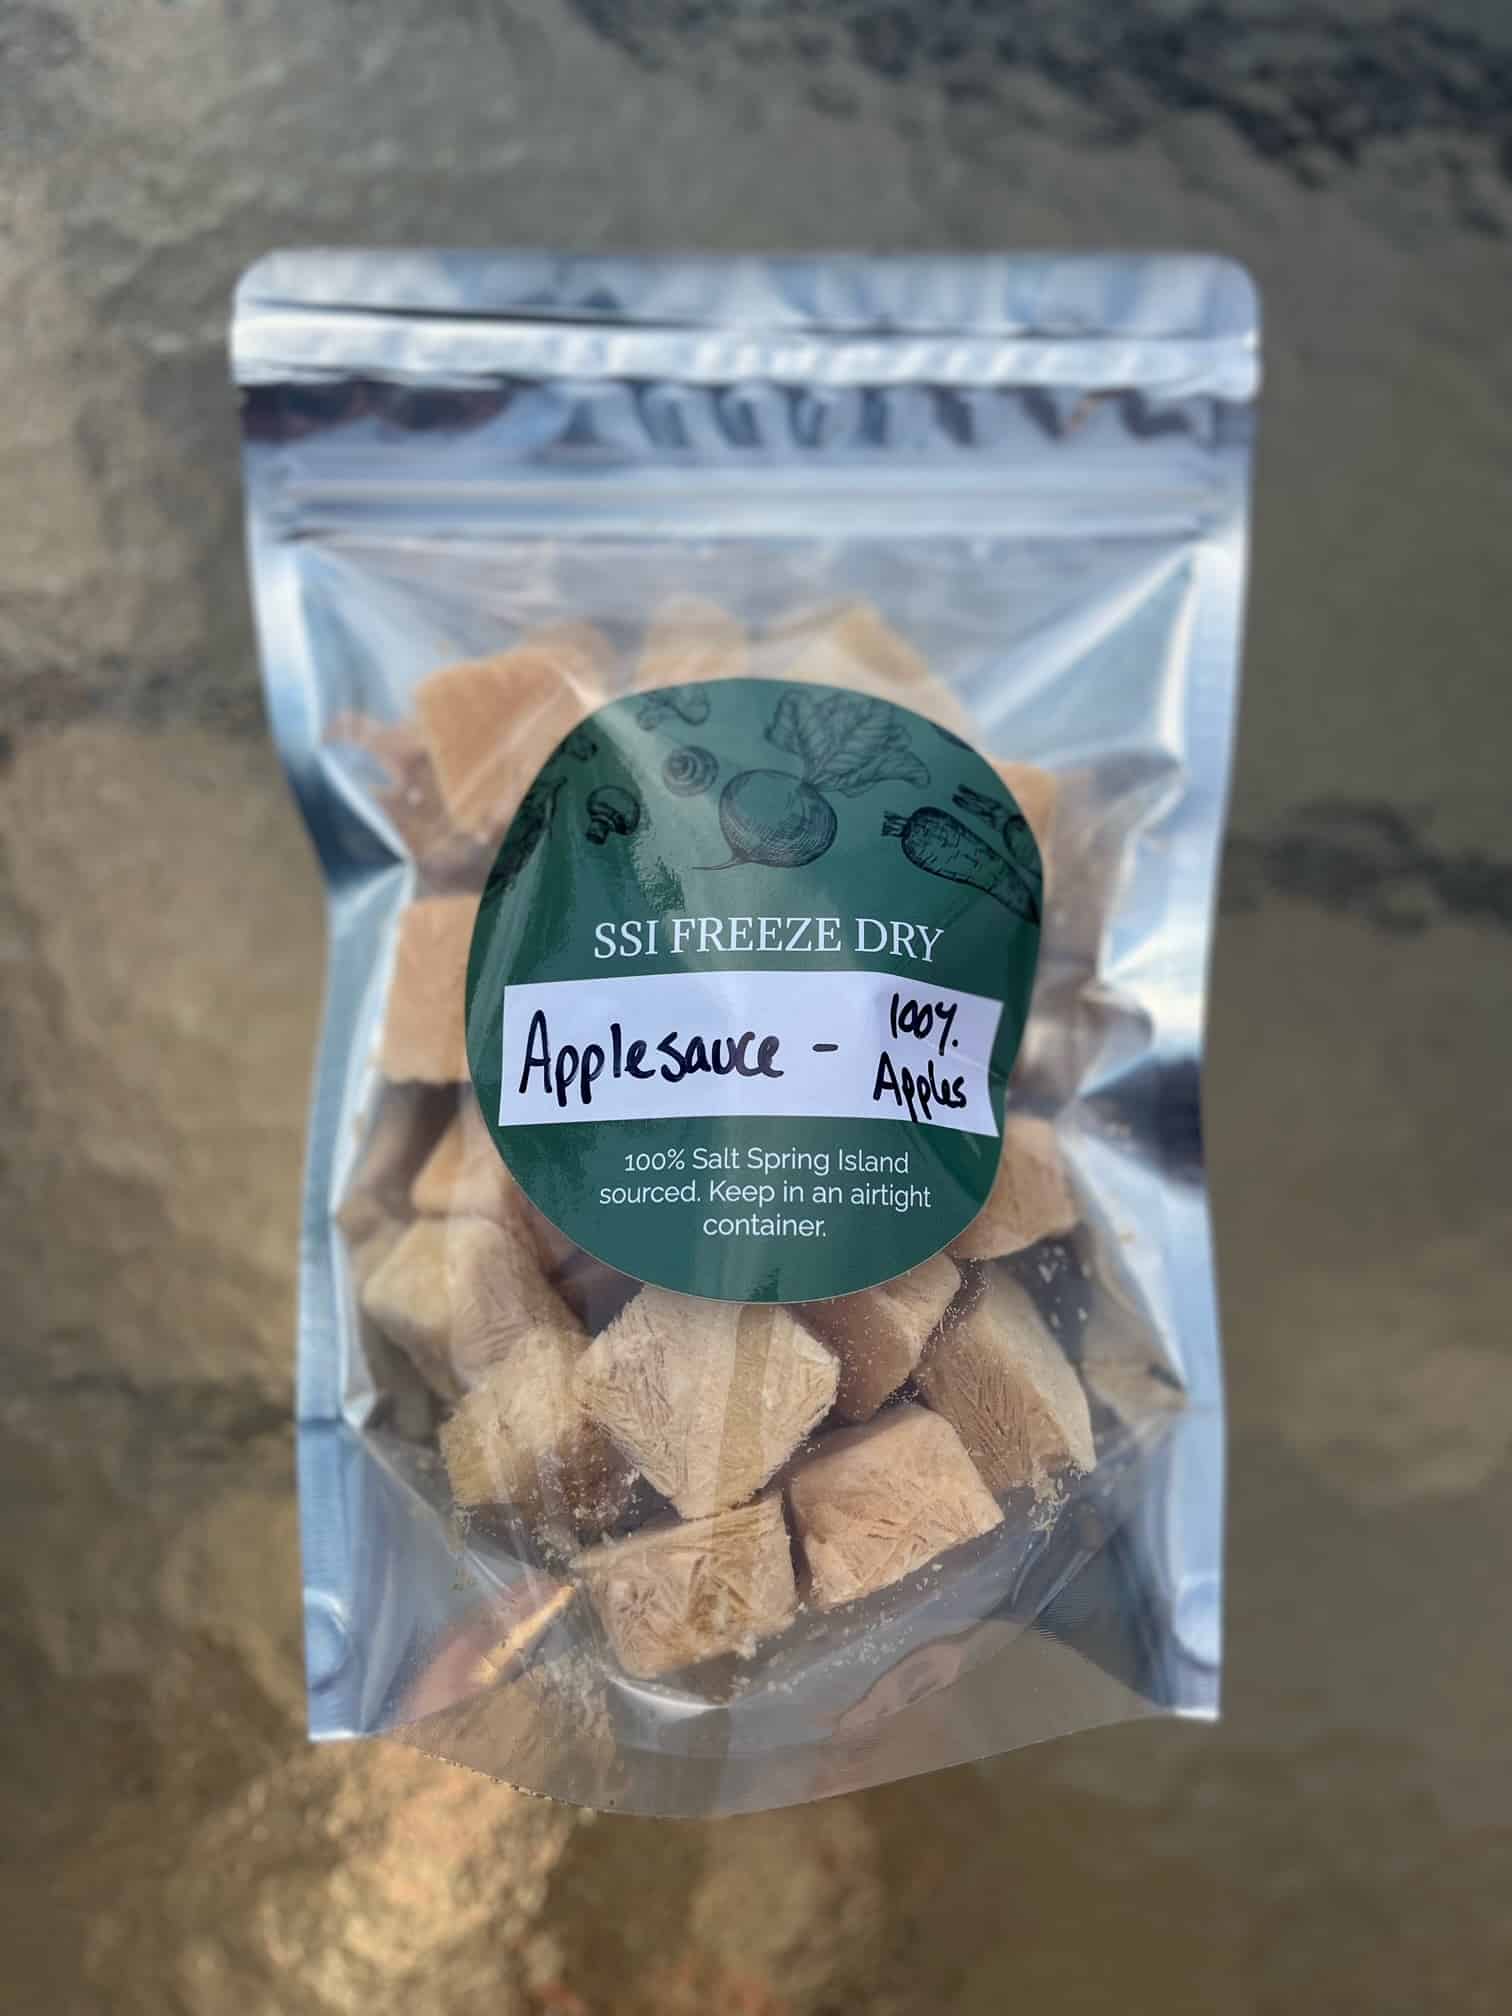 SSI FREEZE DRY
Applesauce - 100%
Apples
100% Salt Spring Island
sourced. Keep in an airtight
container.